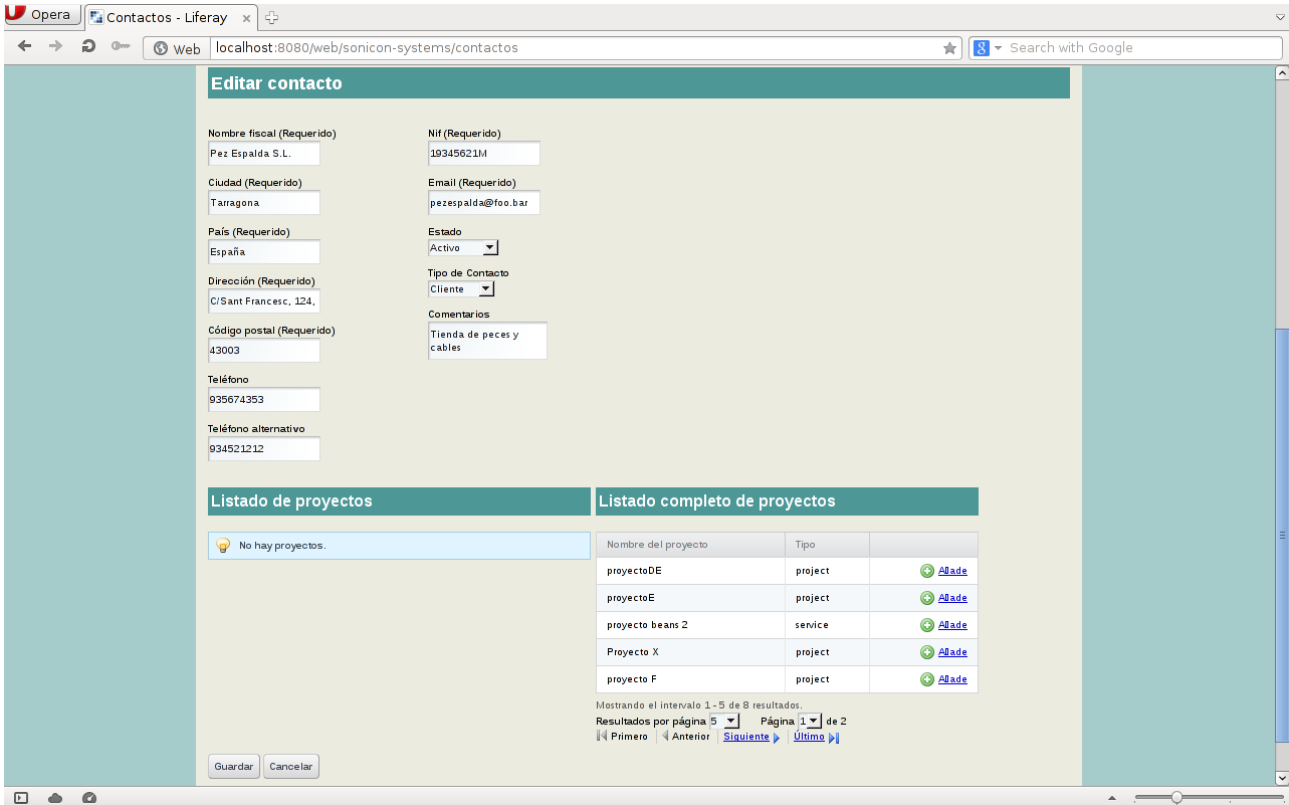 Opera
Contactos - Liferay
Web
localhost:8080/web/sonicon-systems/contactos
Search with Google
Editar contacto
Nombre fiscal (Requerido)
Pez Espalda S.L.
Ciudad (Requerido)
Tarragona
País (Requerido)
España
Dirección (Requerido)
C/Sant Francesc, 124,
Código postal (Requerido)
43003
Teléfono
935674353
Teléfono alternativo
934521212
Nif (Requerido)
19345621M
Email (Requerido)
pezespalda@foo.bar
Estado
Activo
Tipo de Contacto
Cliente
Comentarios
Tienda de peces y
cables
Listado de proyectos
No hay proyectos.
Listado completo de proyectos
Nombre del proyecto Tipo
proyectoDE project Añade
proyectoE project Añade
proyecto beans 2 service Añade
Proyecto X project Añade
proyecto F project Añade
Mostrando el intervalo 1 - 5 de 8 resultados.
Resultados por página 5 Página 1 de 2
Primero Anterior Siguiente Último
Guardar Cancelar